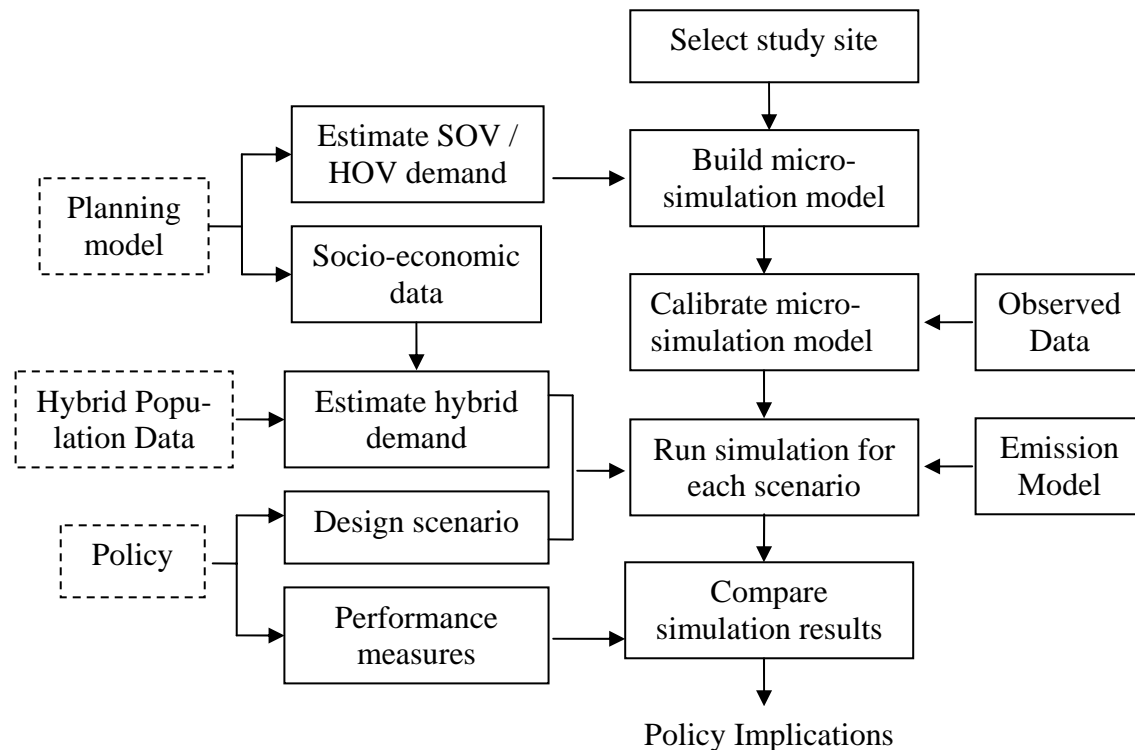 Select study site
Estimate SOV /
HOV demand
Build micro-
simulation model
Planning
model
Socio-economic
data
Calibrate micro-
simulation model
Observed
Data
Hybrid Popu-
lation Data
Estimate hybrid
demand
Run simulation for
each scenario
Emission
Model
Policy
Design scenario
Performance
measures
Compare
simulation results
Policy Implications